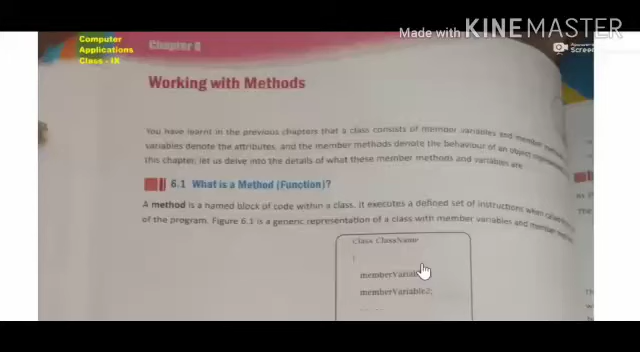 Made with KINEMASTER
Computer
Applications
Class - IX
Chapter 6
Screen
Working with Methods
You have learnt in the previous chapters that a class consists of member variables and member
variables denote the attributes, and the member methods denote the behaviour of an object
this chapter, let us delve into the details of what these member methods and variables are.
6.1 What is a Method (Function)?
A method is a named block of code within a class. It executes a defined set of instructions when
of the program. Figure 6.1 is a generic representation of a class with member variables and member
Class ClassName
{
memberVariable
memberVariable2;